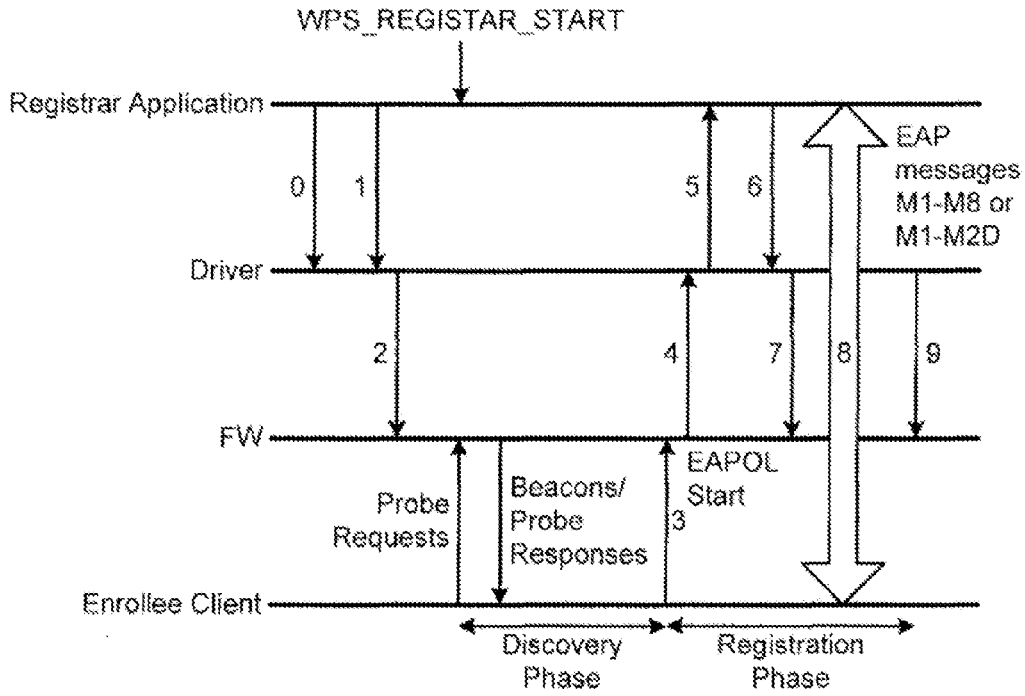 WPS_REGISTAR_START
Registrar Application
0
1
5
6
EAP
messages
M1-M8 or
M1-M2D
Driver
2
4
7
8
9
FW
Probe
Requests
Beacons/
Probe
Responses
EAPOL
Start
3
Enrollee Client
Discovery
Phase
Registration
Phase